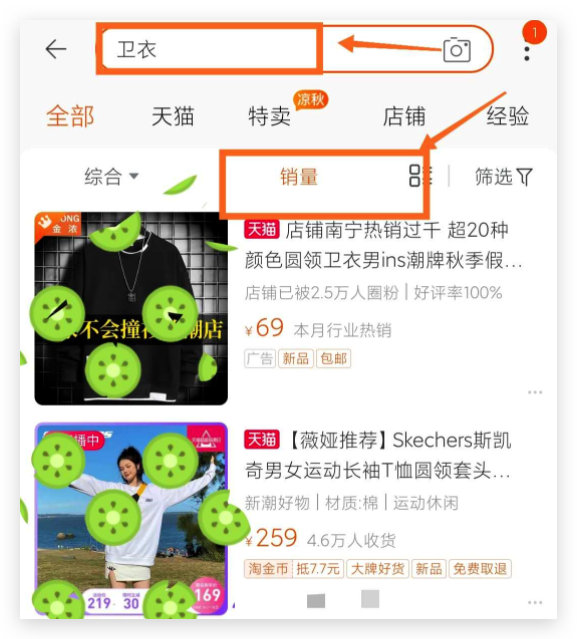 卫衣
1
全部
天猫
特卖
凉秋
店铺
经验
综合
销量
筛选
天猫 店铺南宁热销过千 超20种
颜色圆领卫衣男ins潮牌秋季假...
店铺已被2.5万人圈粉 | 好评率100%
¥69 本月行业热销
广告 新品 包邮
金浓
不会撞
潮店
播中
天猫 【薇娅推荐】Skechers斯凯
奇男女运动长袖T恤圆领套头...
新潮好物 | 材质:棉 | 运动休闲
¥259 4.6万人收货
淘金币 抵7.7元 大牌好货 新品 免费取退
219
30
169